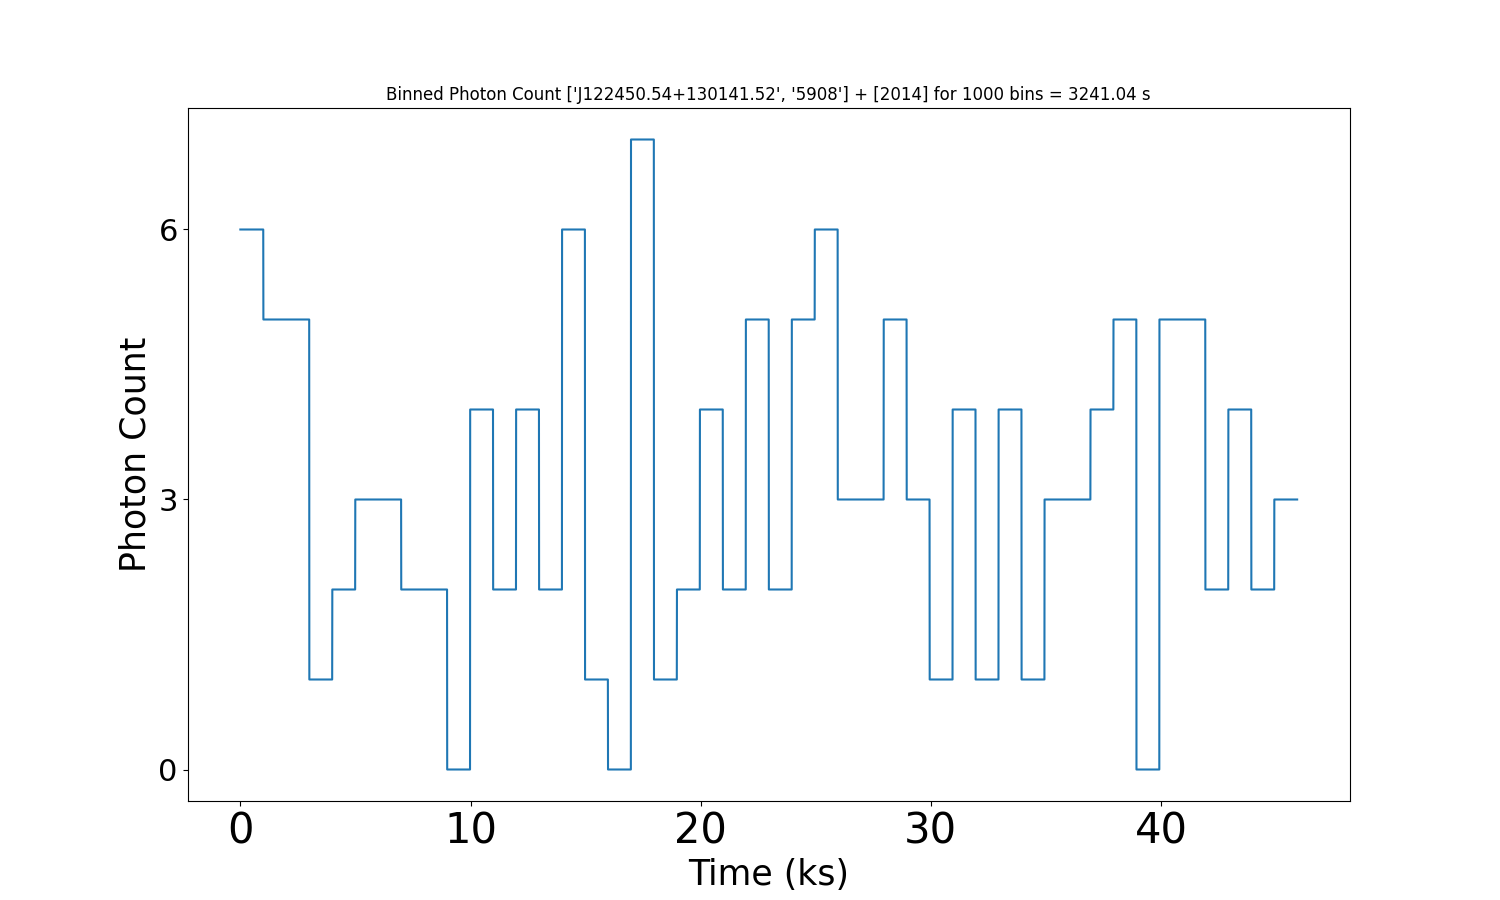 Binned Photon Count ['J122450.54+130141.52', '5908'] + [2014] for 1000 bins = 3241.04 s
6
3
0
Photon Count
0 10 20 30 40
Time (ks)